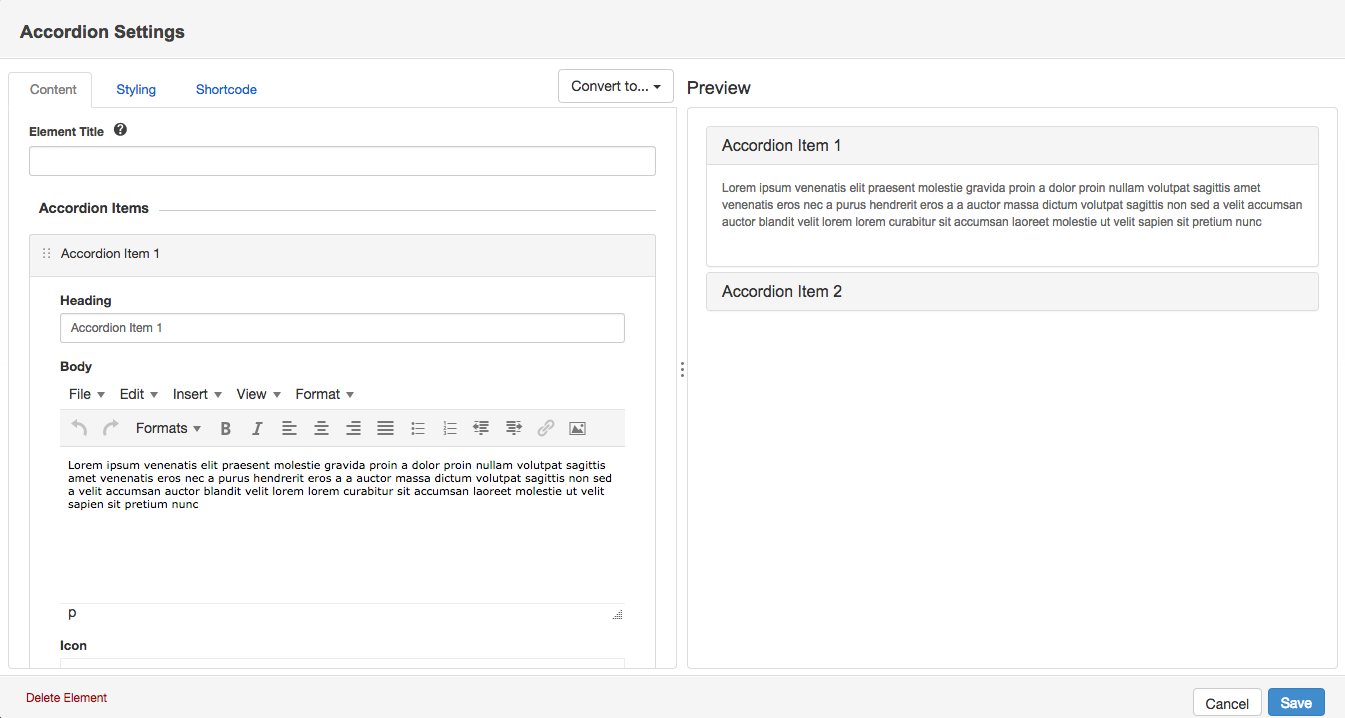 Accordion Settings
Content
Styling
Shortcode
Convert to...
Element Title
Accordion Items
Accordion Item 1
Heading
Accordion Item 1
Body
File Edit Insert View Format
Formats B I
Lorem ipsum venenatis elit praesent molestie gravida proin a dolor proin nullam volutpat sagittis
amet venenatis eros nec a purus hendrerit eros a a auctor massa dictum volutpat sagittis non sed
a velit accumsan auctor blandit velit lorem lorem curabitur sit accumsan laoreet molestie ut velit
sapien sit pretium nunc
p
Icon
Preview
Accordion Item 1
Lorem ipsum venenatis elit praesent molestie gravida proin a dolor proin nullam volutpat sagittis amet
venenatis eros nec a purus hendrerit eros a a auctor massa dictum volutpat sagittis non sed a velit accumsan
auctor blandit velit lorem lorem curabitur sit accumsan laoreet molestie ut velit sapien sit pretium nunc
Accordion Item 2
Delete Element
Cancel
Save